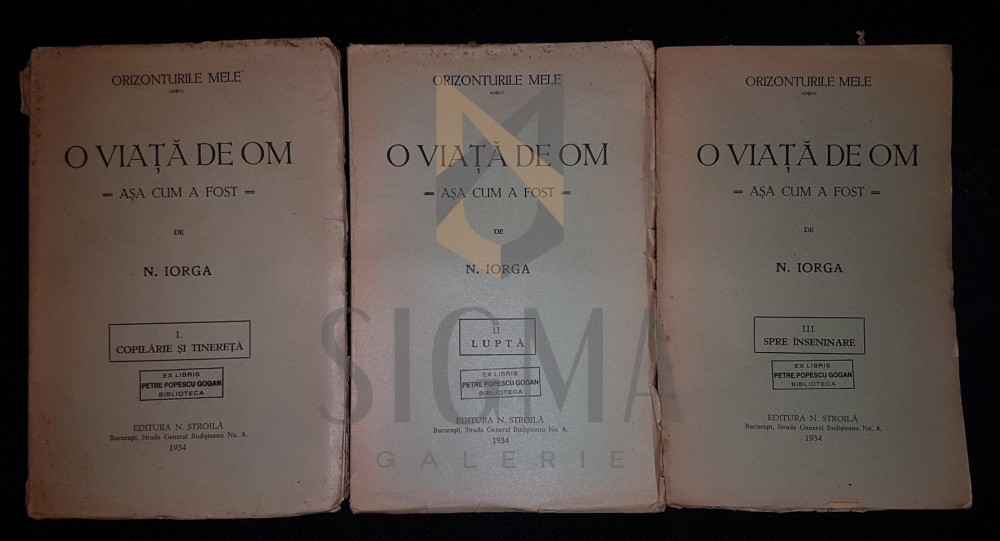 ORIZONTURILE MELE
O VIAȚĂ DE OM
= AȘA CUM A FOST =
DE
N. IORGA
I.
COPILĂRIE ȘI TINEREȚĂ
EX LIBRIS
PETRE POPESCU GOGAN
BIBLIOTECA
EDITURA N. STROILĂ
București, Strada General Budișteanu No. 8.
1934
ORIZONTURILE MELE
O VIAȚĂ DE OM
= AȘA CUM A FOST =
DE
N. IORGA
II.
LUPTĂ
EX LIBRIS
PETRE POPESCU GOGAN
BIBLIOTECA
EDITURA N. STROILĂ
București, Strada General Budișteanu No. 8.
1934
ORIZONTURILE MELE
O VIAȚĂ DE OM
= AȘA CUM A FOST =
DE
N. IORGA
III.
SPRE ÎNSENINARE
EX LIBRIS
PETRE POPESCU GOGAN
BIBLIOTECA
EDITURA N. STROILĂ
București, Strada General Budișteanu No. 8.
1934
SIGMA
GALERIE